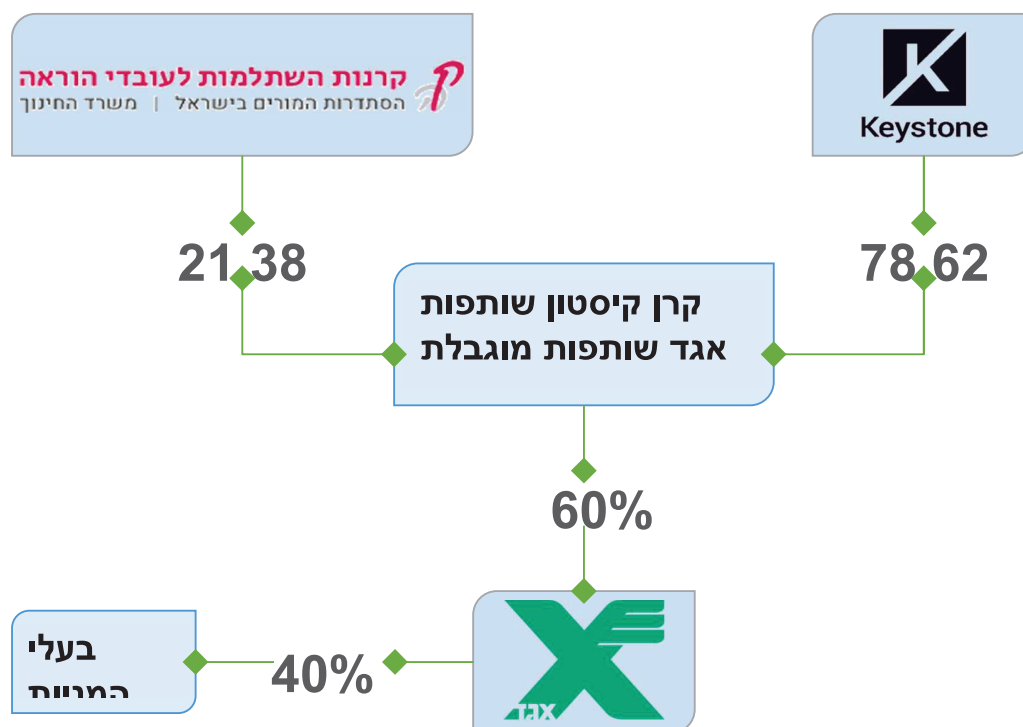 קרנות השתלמות לעובדי הוראה
הסתדרות המורים בישראל | משרד החינוך
Keystone
21.38
78.62
קרן קיסטון שותפות
אגד שותפות מוגבלת
60%
בעלי
המניות
40%
אגד